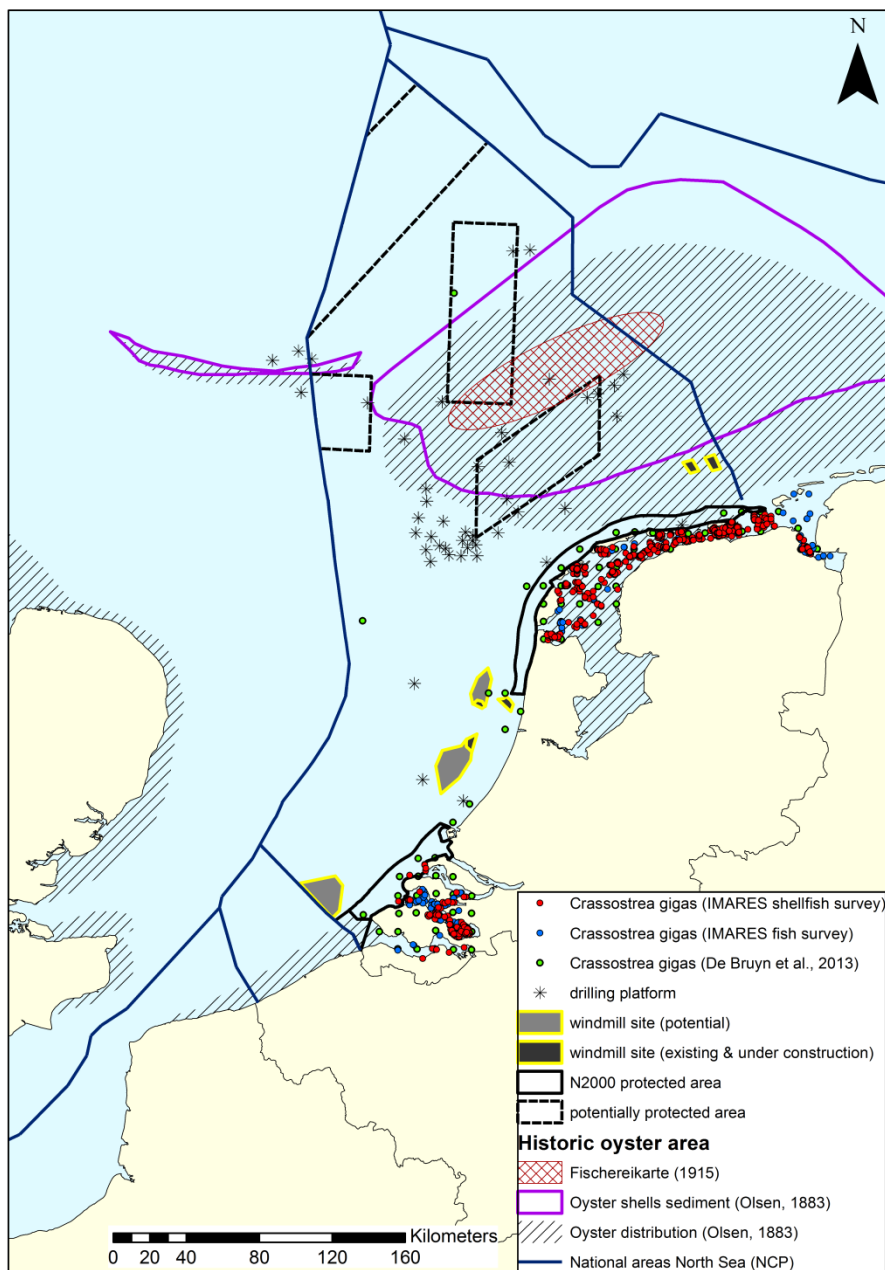 N
Crassostrea gigas (IMARES shellfish survey)
Crassostrea gigas (IMARES fish survey)
Crassostrea gigas (De Bruyn et al., 2013)
drilling platform
windmill site (potential)
windmill site (existing & under construction)
N2000 protected area
potentially protected area
Historic oyster area
Fischereikarte (1915)
Oyster shells sediment (Olsen, 1883)
Oyster distribution (Olsen, 1883)
National areas North Sea (NCP)
Kilometers
0 20 40 80 120 160